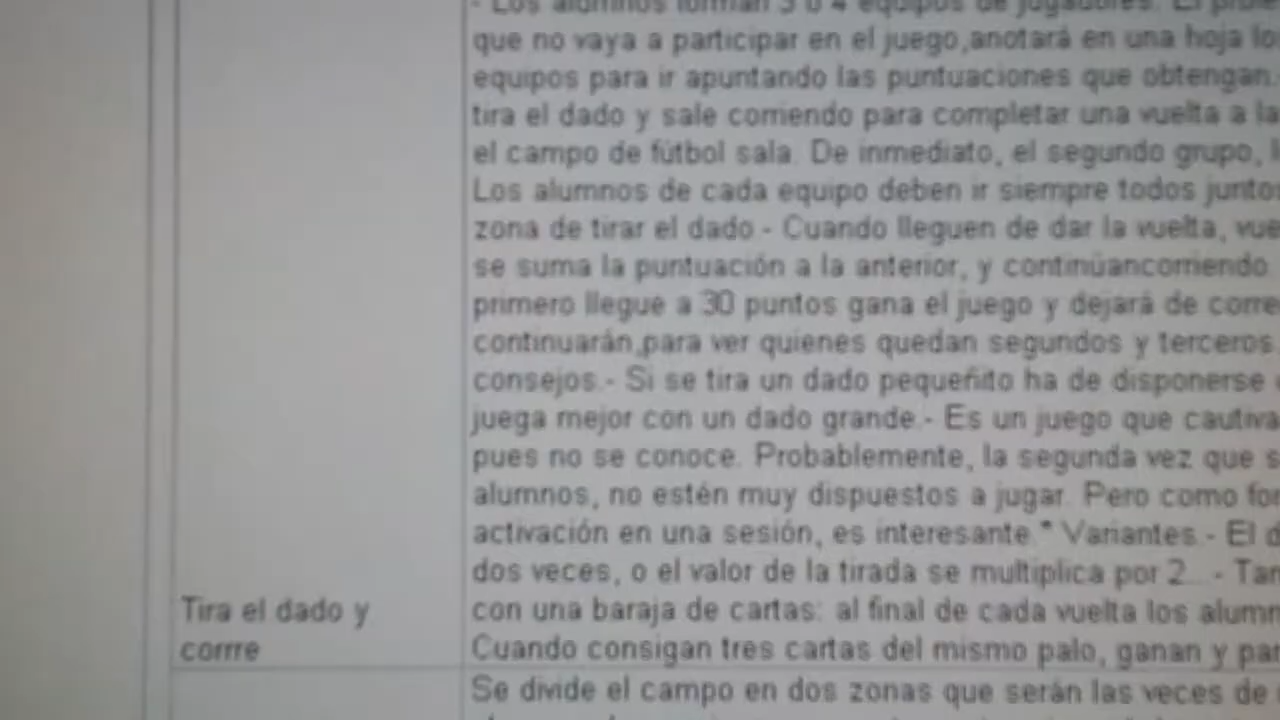 - Los alumnos forman 3 o 4 equipos de jugadores. El
que no vaya a participar en el juego,anotará en una hoja
equipos para ir apuntando las puntuaciones que obtengan.
tira el dado y sale corriendo para completar una vuelta a la
el campo de fútbol sala. De inmediato, el segundo grupo,
Los alumnos de cada equipo deben ir siempre todos juntos
zona de tirar el dado - Cuando lleguen de dar la vuelta,
se suma la puntuación a la anterior, y continúancorriendo
primero llegue a 30 puntos gana el juego y dejará de
continuarán,para ver quienes quedan segundos y terceros.
consejos.- Si se tira un dado pequeñito ha de disponerse
juega mejor con un dado grande.- Es un juego que cautiva
pues no se conoce. Probablemente, la segunda vez que
alumnos, no estén muy dispuestos a jugar. Pero como
activación en una sesión, es interesante.* Variantes.- El
dos veces, o el valor de la tirada se multiplica por 2... -
Tira el dado y
corrre
con una baraja de cartas: al final de cada vuelta los
Cuando consigan tres cartas del mismo palo, ganan y
Se divide el campo en dos zonas que serán las veces de